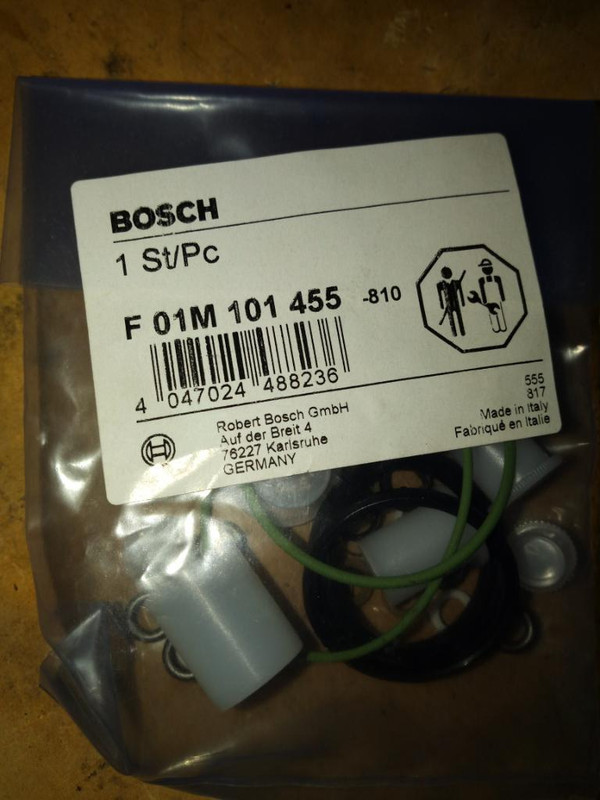 BOSCH
1 St/Pc
F 01M 101 455 -810
4 047024 488236
Robert Bosch GmbH
Auf der Breit 4
76227 Karlsruhe
GERMANY
555
817
Made in Italy
Fabriqué en Italie